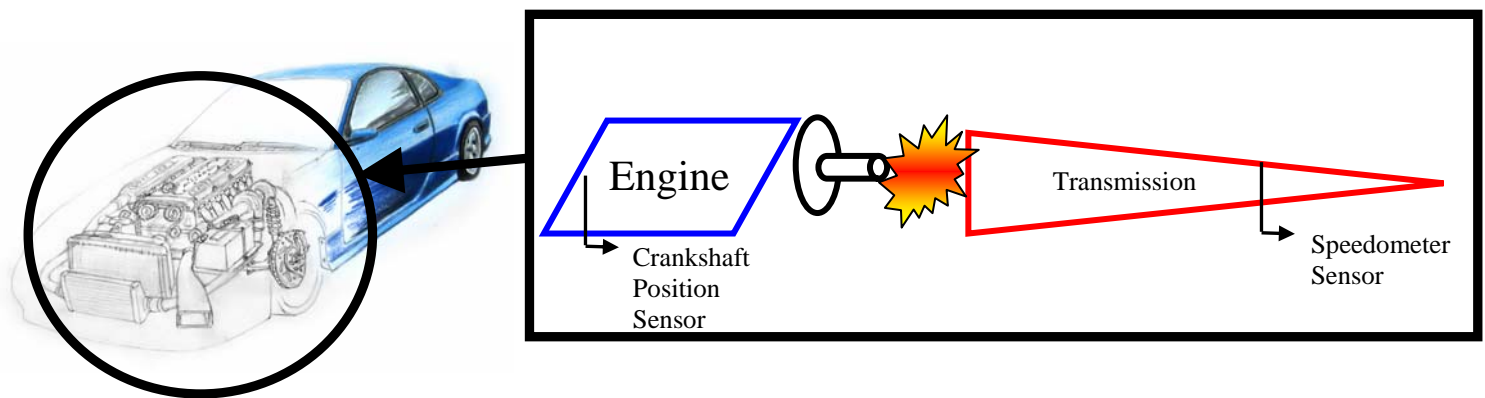 Engine
Transmission
Crankshaft
Position
Sensor
Speedometer
Sensor